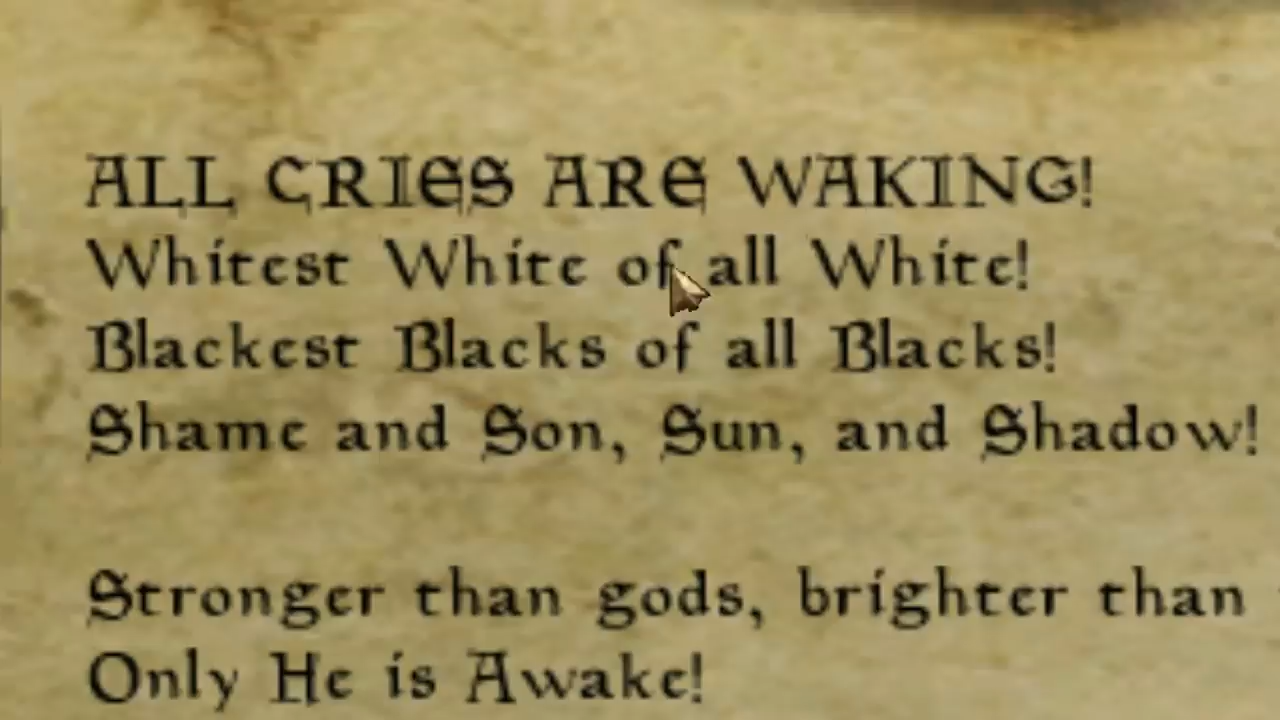 ALL CRIES ARE WAKING!
Whitest White of all White!
Blackest Blacks of all Blacks!
Shame and Son, Sun, and Shadow!
Stronger than gods, brighter than
Only He is Awake!